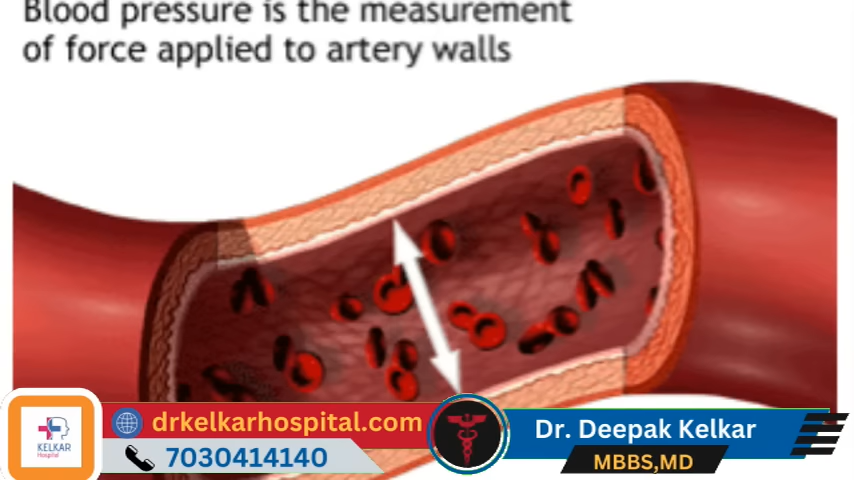 Blood pressure is the measurement
of force applied to artery walls
KELKAR
Hospital
drkelkarhospital.com
7030414140
Dr. Deepak Kelkar
MBBS,MD